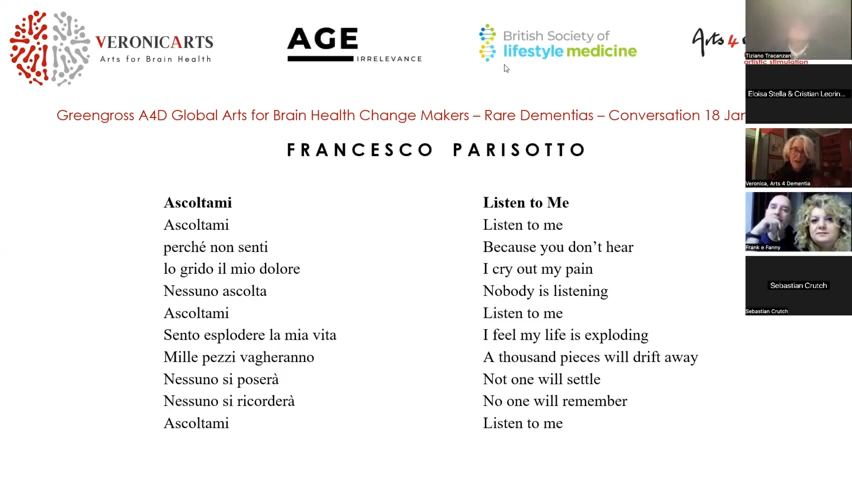 VERONICARTS
Arts for Brain Health
AGE
IRRELEVANCE
British Society of
lifestyle medicine
Arts 4
Greengross A4D Global Arts for Brain Health Change Makers – Rare Dementias – Conversation 18 Jan
FRANCESCO PARISOTTO
Ascoltami
Ascoltami
perché non senti
lo grido il mio dolore
Nessuno ascolta
Ascoltami
Sento esplodere la mia vita
Mille pezzi vagheranno
Nessuno si poserà
Nessuno si ricorderà
Ascoltami
Listen to Me
Listen to me
Because you don’t hear
I cry out my pain
Nobody is listening
Listen to me
I feel my life is exploding
A thousand pieces will drift away
Not one will settle
No one will remember
Listen to me
Tiziano Tracanzan
Eloisa Stella & Cristian Leorin...
Veronica, Arts 4 Dementia
Frank e Fanny
Sebastian Crutch
Sebastian Crutch